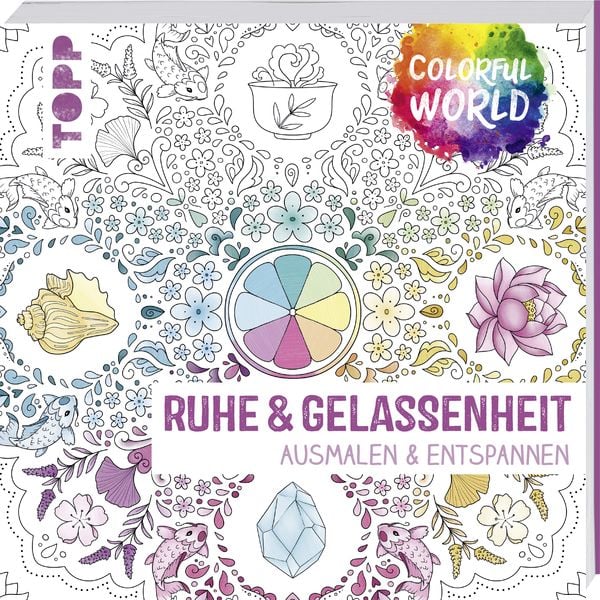 TOPP
COLORFUL
WORLD
RUHE & GELASSENHEIT
AUSMALEN & ENTSPANNEN